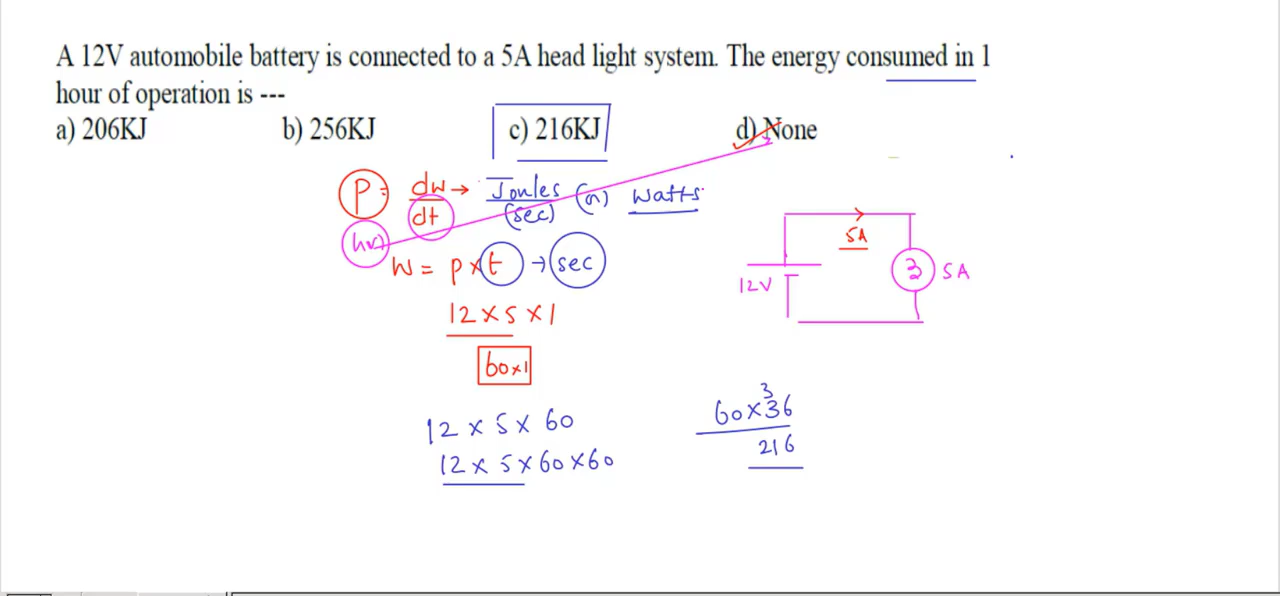 A 12V automobile battery is connected to a 5A head light system. The energy consumed in 1
hour of operation is ---
a) 206KJ b) 256KJ c) 216KJ d) None
P = dw/dt → Joules/(sec) (or) Watts
(hr)
W = P x t → sec
12 x 5 x 1
60 x 1
12 x 5 x 60
12 x 5 x 60 x 60
5A
12V
3 5A
3
60 x 36
216